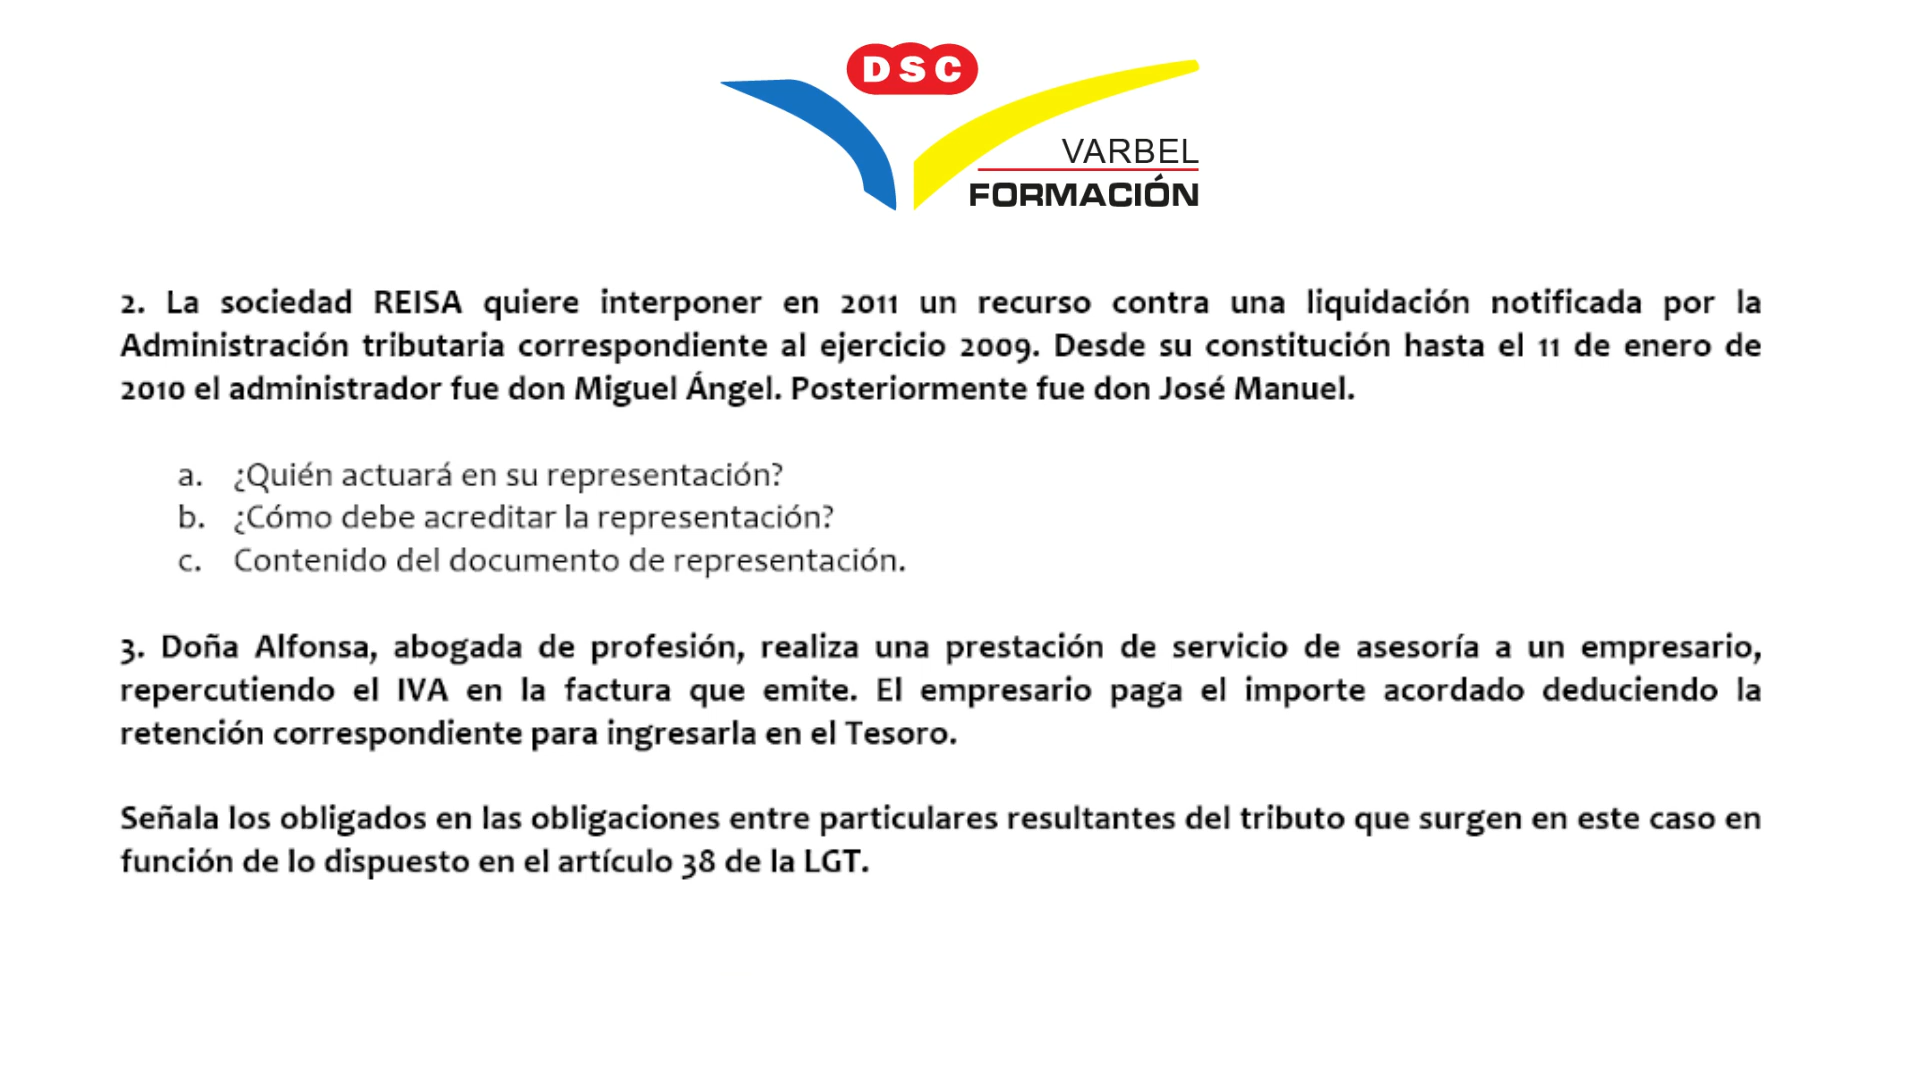 DSC
VARBEL
FORMACIÓN
2. La sociedad REISA quiere interponer en 2011 un recurso contra una liquidación notificada por la
Administración tributaria correspondiente al ejercicio 2009. Desde su constitución hasta el 11 de enero de
2010 el administrador fue don Miguel Ángel. Posteriormente fue don José Manuel.
a. ¿Quién actuará en su representación?
b. ¿Cómo debe acreditar la representación?
c. Contenido del documento de representación.
3. Doña Alfonsa, abogada de profesión, realiza una prestación de servicio de asesoría a un empresario,
repercutiendo el IVA en la factura que emite. El empresario paga el importe acordado deduciendo la
retención correspondiente para ingresarla en el Tesoro.
Señala los obligados en las obligaciones entre particulares resultantes del tributo que surgen en este caso en
función de lo dispuesto en el artículo 38 de la LGT.